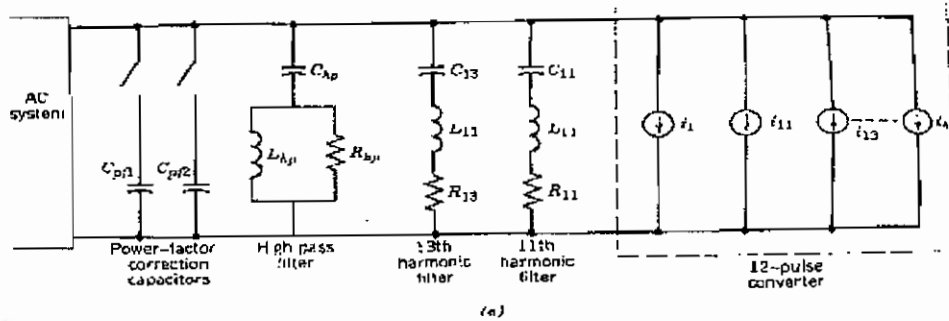 AC
system
C_pf1
C_pf2
C_hp
L_hp
R_hp
C_13
L_13
R_13
C_11
L_11
R_11
i_1
i_11
i_13
i_h
Power-factor
correction
capacitors
High pass
filter
13th
harmonic
filter
11th
harmonic
filter
12-pulse
converter
(a)